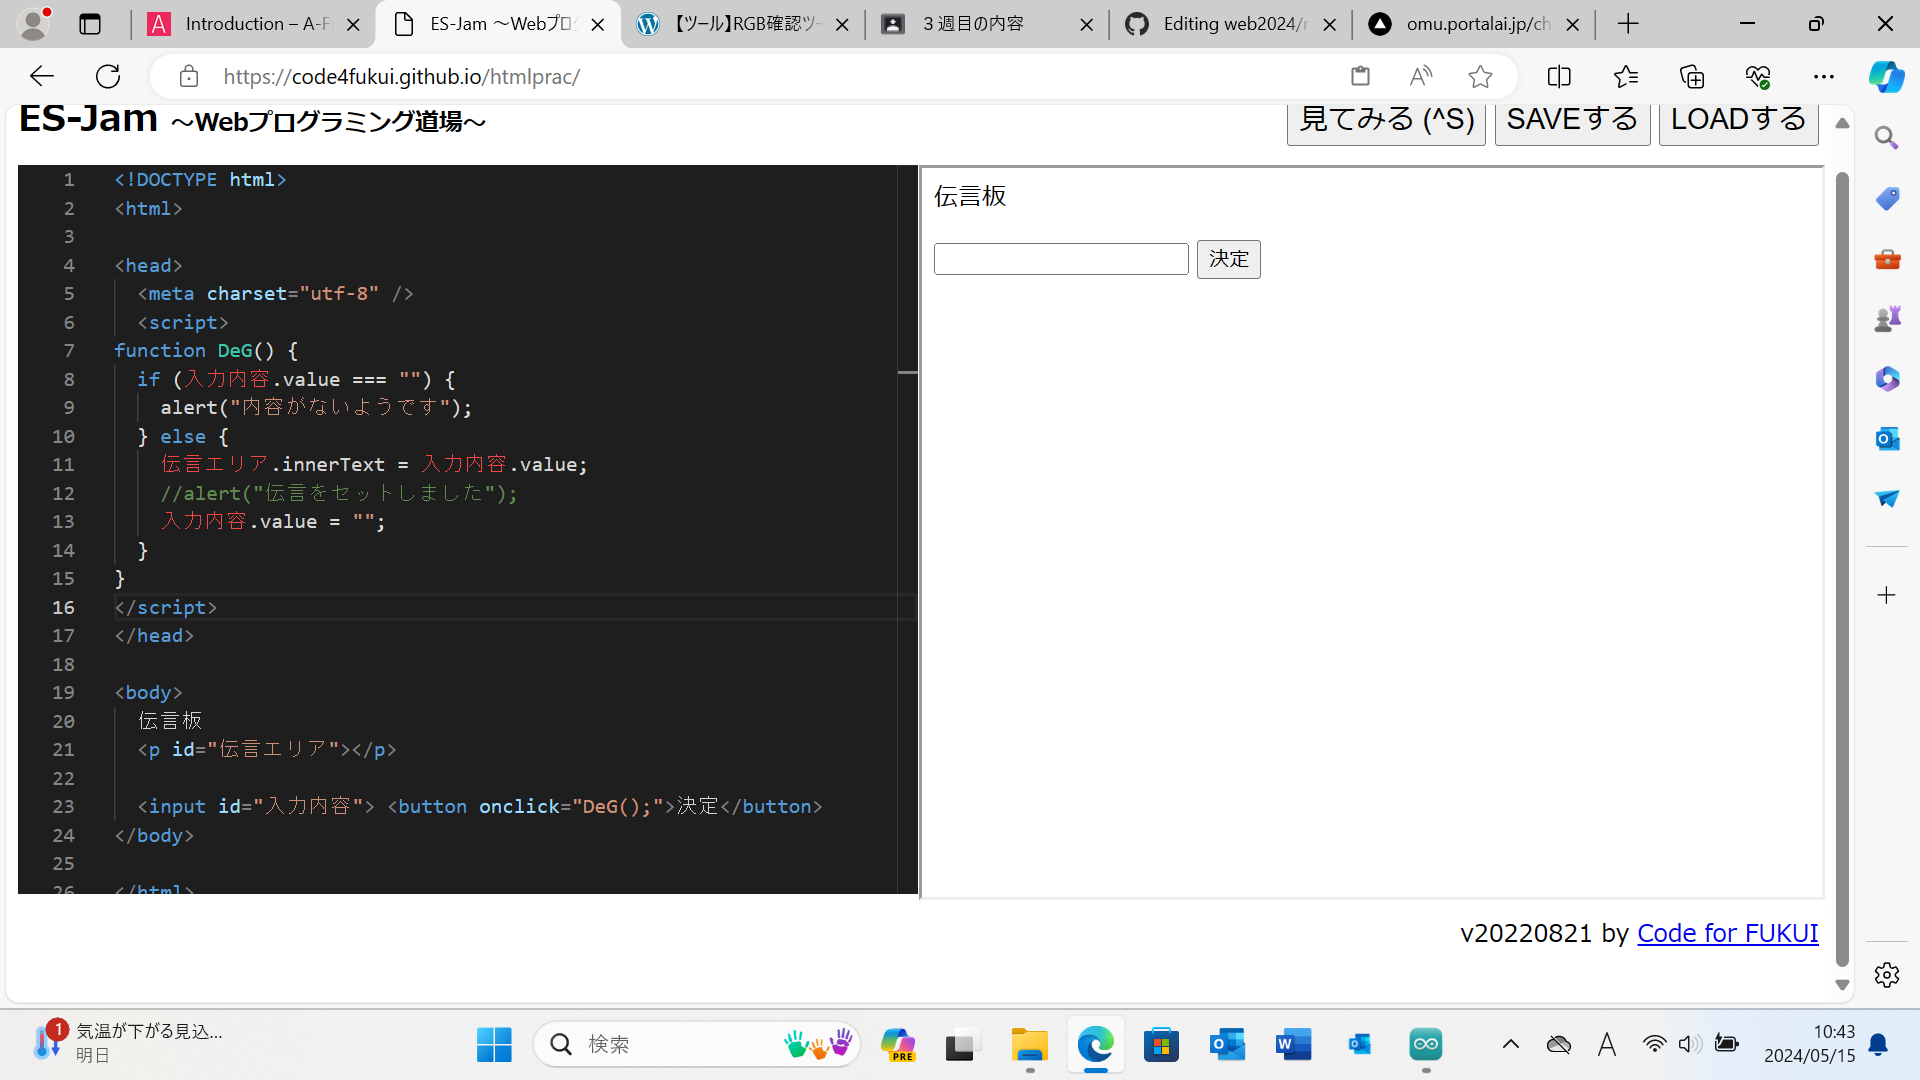 Introduction – A-Fr
ES-Jam ～Webプログ
【ツール】RGB確認ツー
３週目の内容
Editing web2024/r
omu.portalai.jp/ch
https://code4fukui.github.io/htmlprac/
ES-Jam ～Webプログラミング道場～
見てみる (^S)
SAVEする
LOADする
1 <!DOCTYPE html>
2 <html>
3
4 <head>
5 <meta charset="utf-8" />
6 <script>
7 function DeG() {
8 if (入力内容.value === "") {
9 alert("内容がないようです");
10 } else {
11 伝言エリア.innerText = 入力内容.value;
12 //alert("伝言をセットしました");
13 入力内容.value = "";
14 }
15 }
16 </script>
17 </head>
18
19 <body>
20 伝言板
21 <p id="伝言エリア"></p>
22
23 <input id="入力内容"> <button onclick="DeG();">決定</button>
24 </body>
25
26 </html>
伝言板
決定
v20220821 by Code for FUKUI
1
気温が下がる見込...
明日
検索
PRE
A
10:43
2024/05/15